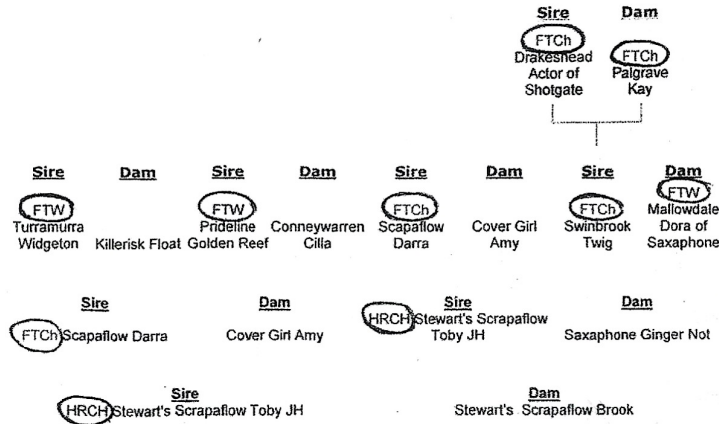 Sire Dam
FTCh FTCh
Drakeshead Palgrave
Actor of Kay
Shotgate
Sire Dam Sire Dam Sire Dam Sire Dam
FTW FTW FTCh FTCh FTW
Turramurra Killerisk Float Prideline Conneywarren Scapaflow Cover Girl Swinbrook Mallowdale
Widgeton Golden Reef Cilla Darra Amy Twig Dora of
Saxaphone
Sire Dam Sire Dam
FTCh Scapaflow Darra Cover Girl Amy HRCH Stewart's Scrapaflow Saxaphone Ginger Not
Toby JH
Sire Dam
HRCH Stewart's Scrapaflow Toby JH Stewart's Scrapaflow Brook